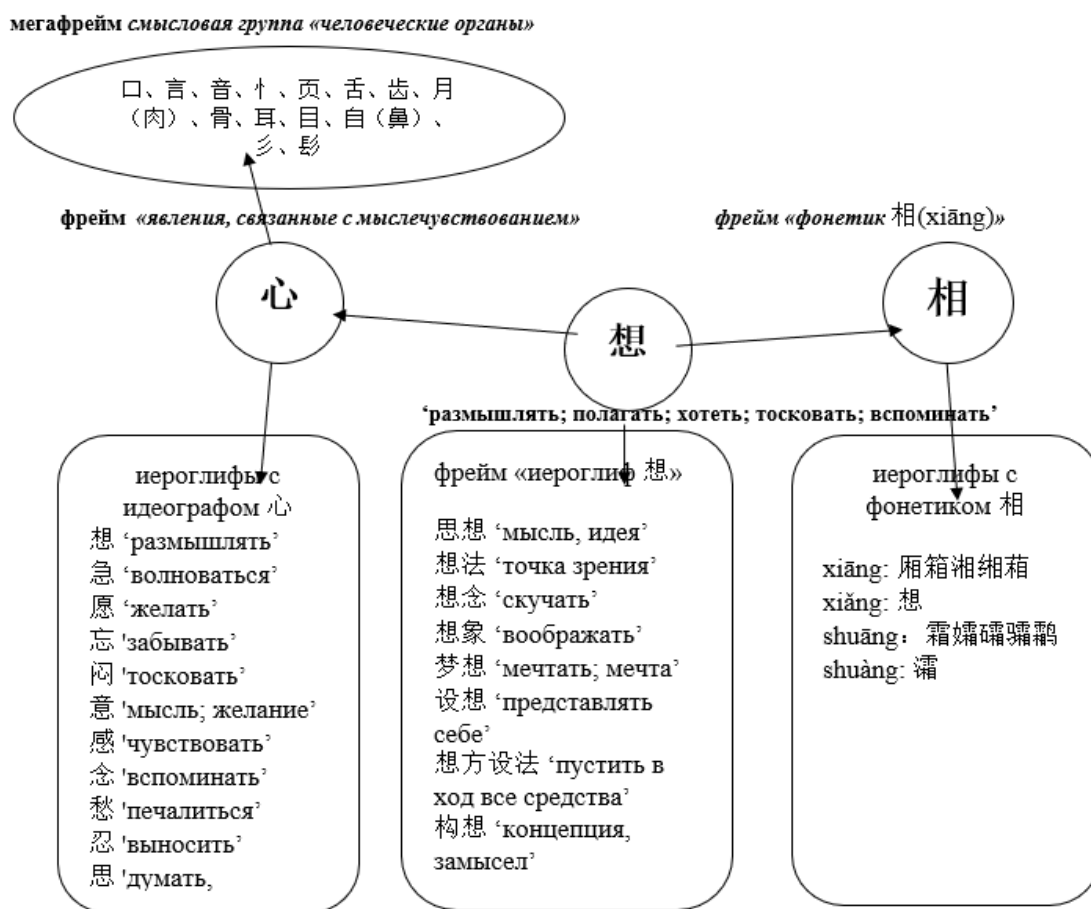 мегафрейм смысловая группа «человеческие органы»
口、言、音、忄、页、舌、齿、月
（肉）、骨、耳、目、自（鼻）、
彡、髟
фрейм «явления, связанные с мыслечувствованием»
фрейм «фонетик 相(xiāng)»
心
想
相
‘размышлять; полагать; хотеть; тосковать; вспоминать’
иероглифы с
идеографом 心
想 ‘размышлять’
急 ‘волноваться’
愿 ‘желать’
忘 'забывать’
闷 'тосковать’
意 'мысль; желание’
感 'чувствовать’
念 'вспоминать’
愁 'печалиться’
忍 'выносить’
思 'думать,
фрейм «иероглиф 想»
思想 ‘мысль, идея’
想法 ‘точка зрения’
想念 ‘скучать’
想象 ‘воображать’
梦想 ‘мечтать; мечта’
设想 ‘представлять
себе’
想方设法 ‘пустить в
ход все средства’
构想 ‘концепция,
замысел’
иероглифы с
фонетиком 相
xiāng: 厢箱湘缃葙
xiǎng: 想
shuāng：霜孀礵骦鹴
shuàng: 灀